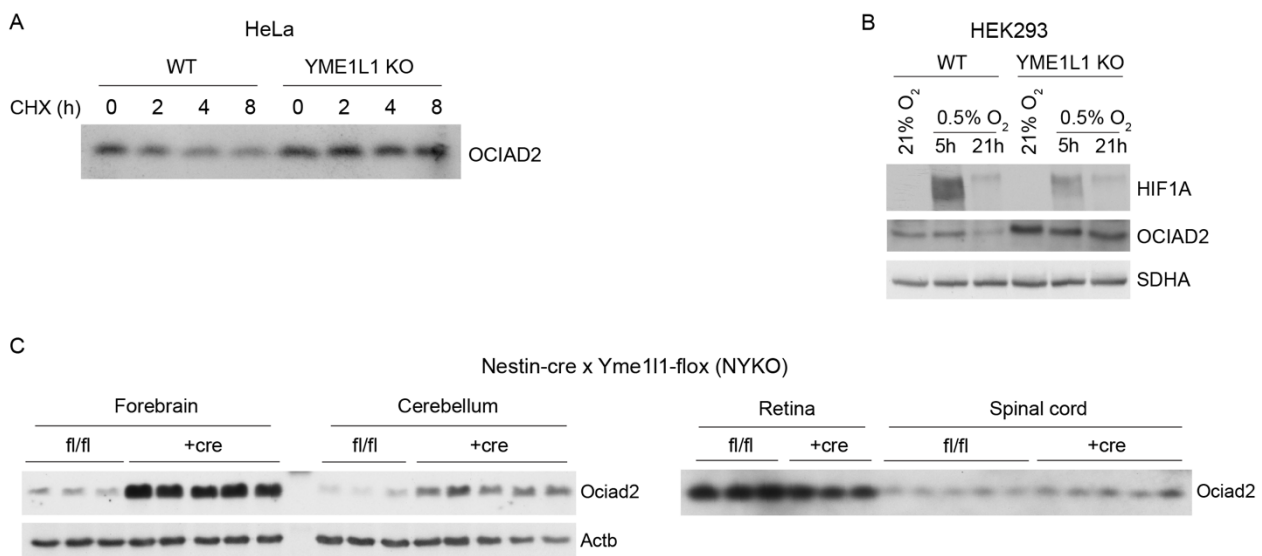 A
HeLa
WT YME1L1 KO
CHX (h) 0 2 4 8 0 2 4 8
OCIAD2
B
HEK293
WT YME1L1 KO
21% O₂ 0.5% O₂ 21% O₂ 0.5% O₂
5h 21h 5h 21h
HIF1A
OCIAD2
SDHA
C
Nestin-cre x Yme1l1-flox (NYKO)
Forebrain Cerebellum Retina Spinal cord
fl/fl +cre fl/fl +cre fl/fl +cre fl/fl +cre
Ociad2 Ociad2
Actb